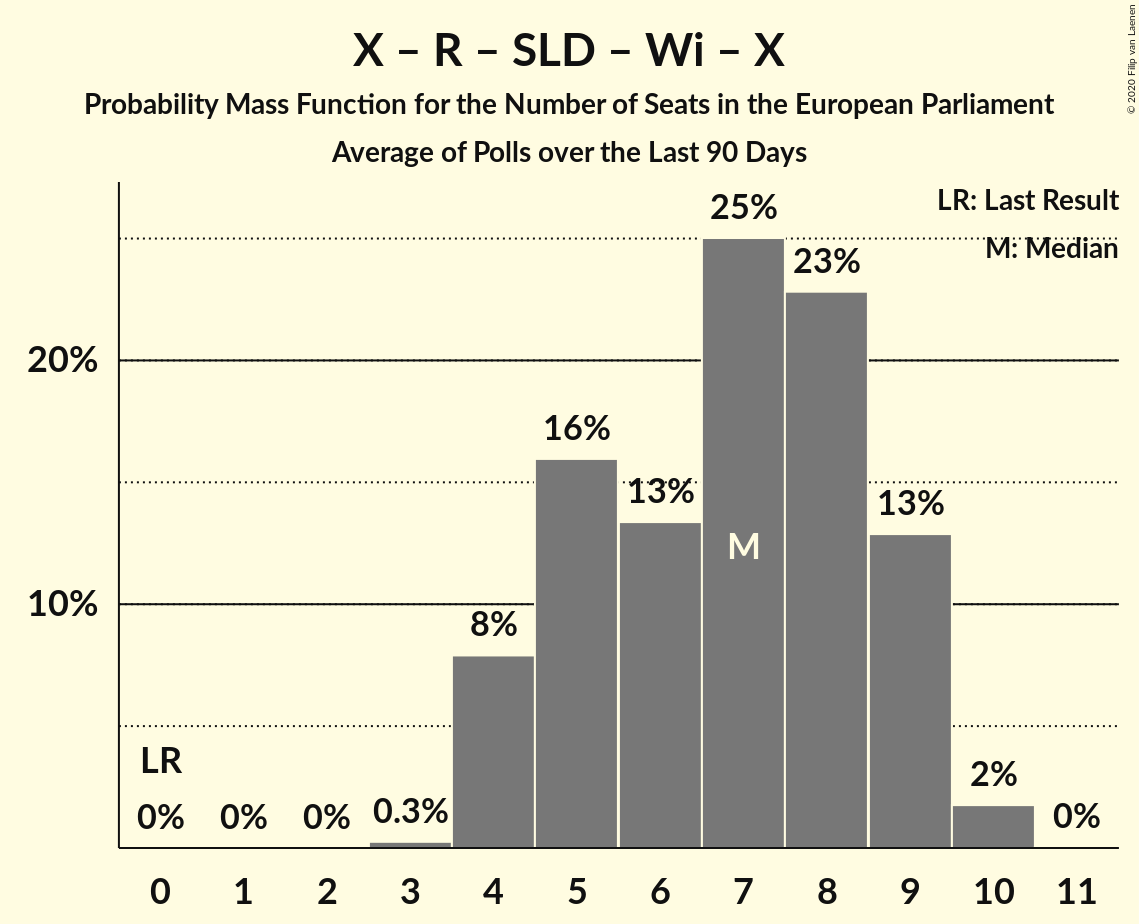 X – R – SLD – Wi – X
Probability Mass Function for the Number of Seats in the European Parliament
Average of Polls over the Last 90 Days
© 2020 Filip van Laenen
LR: Last Result
M: Median
20%
10%
LR
0%
0%
0%
0.3%
8%
16%
13%
25%
M
23%
13%
2%
0%
0 1 2 3 4 5 6 7 8 9 10 11